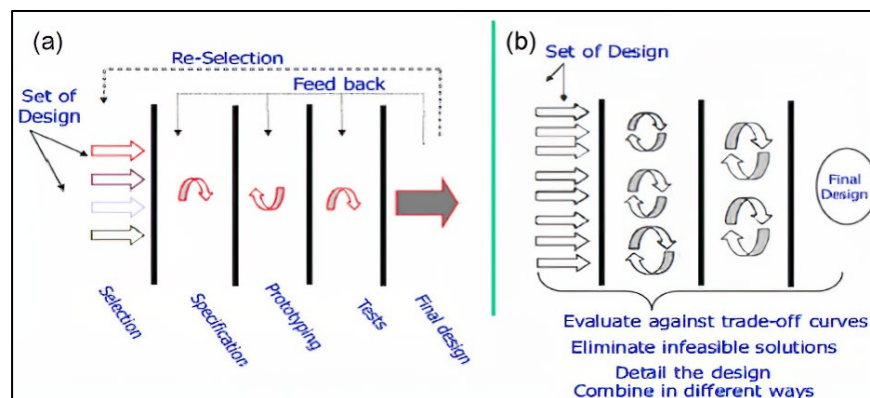 (a)
Re-Selection
Feed back
Set of
Design
Selection
Specification
Prototyping
Tests
Final design
(b)
Set of Design
Final
Design
Evaluate against trade-off curves
Eliminate infeasible solutions
Detail the design
Combine in different ways